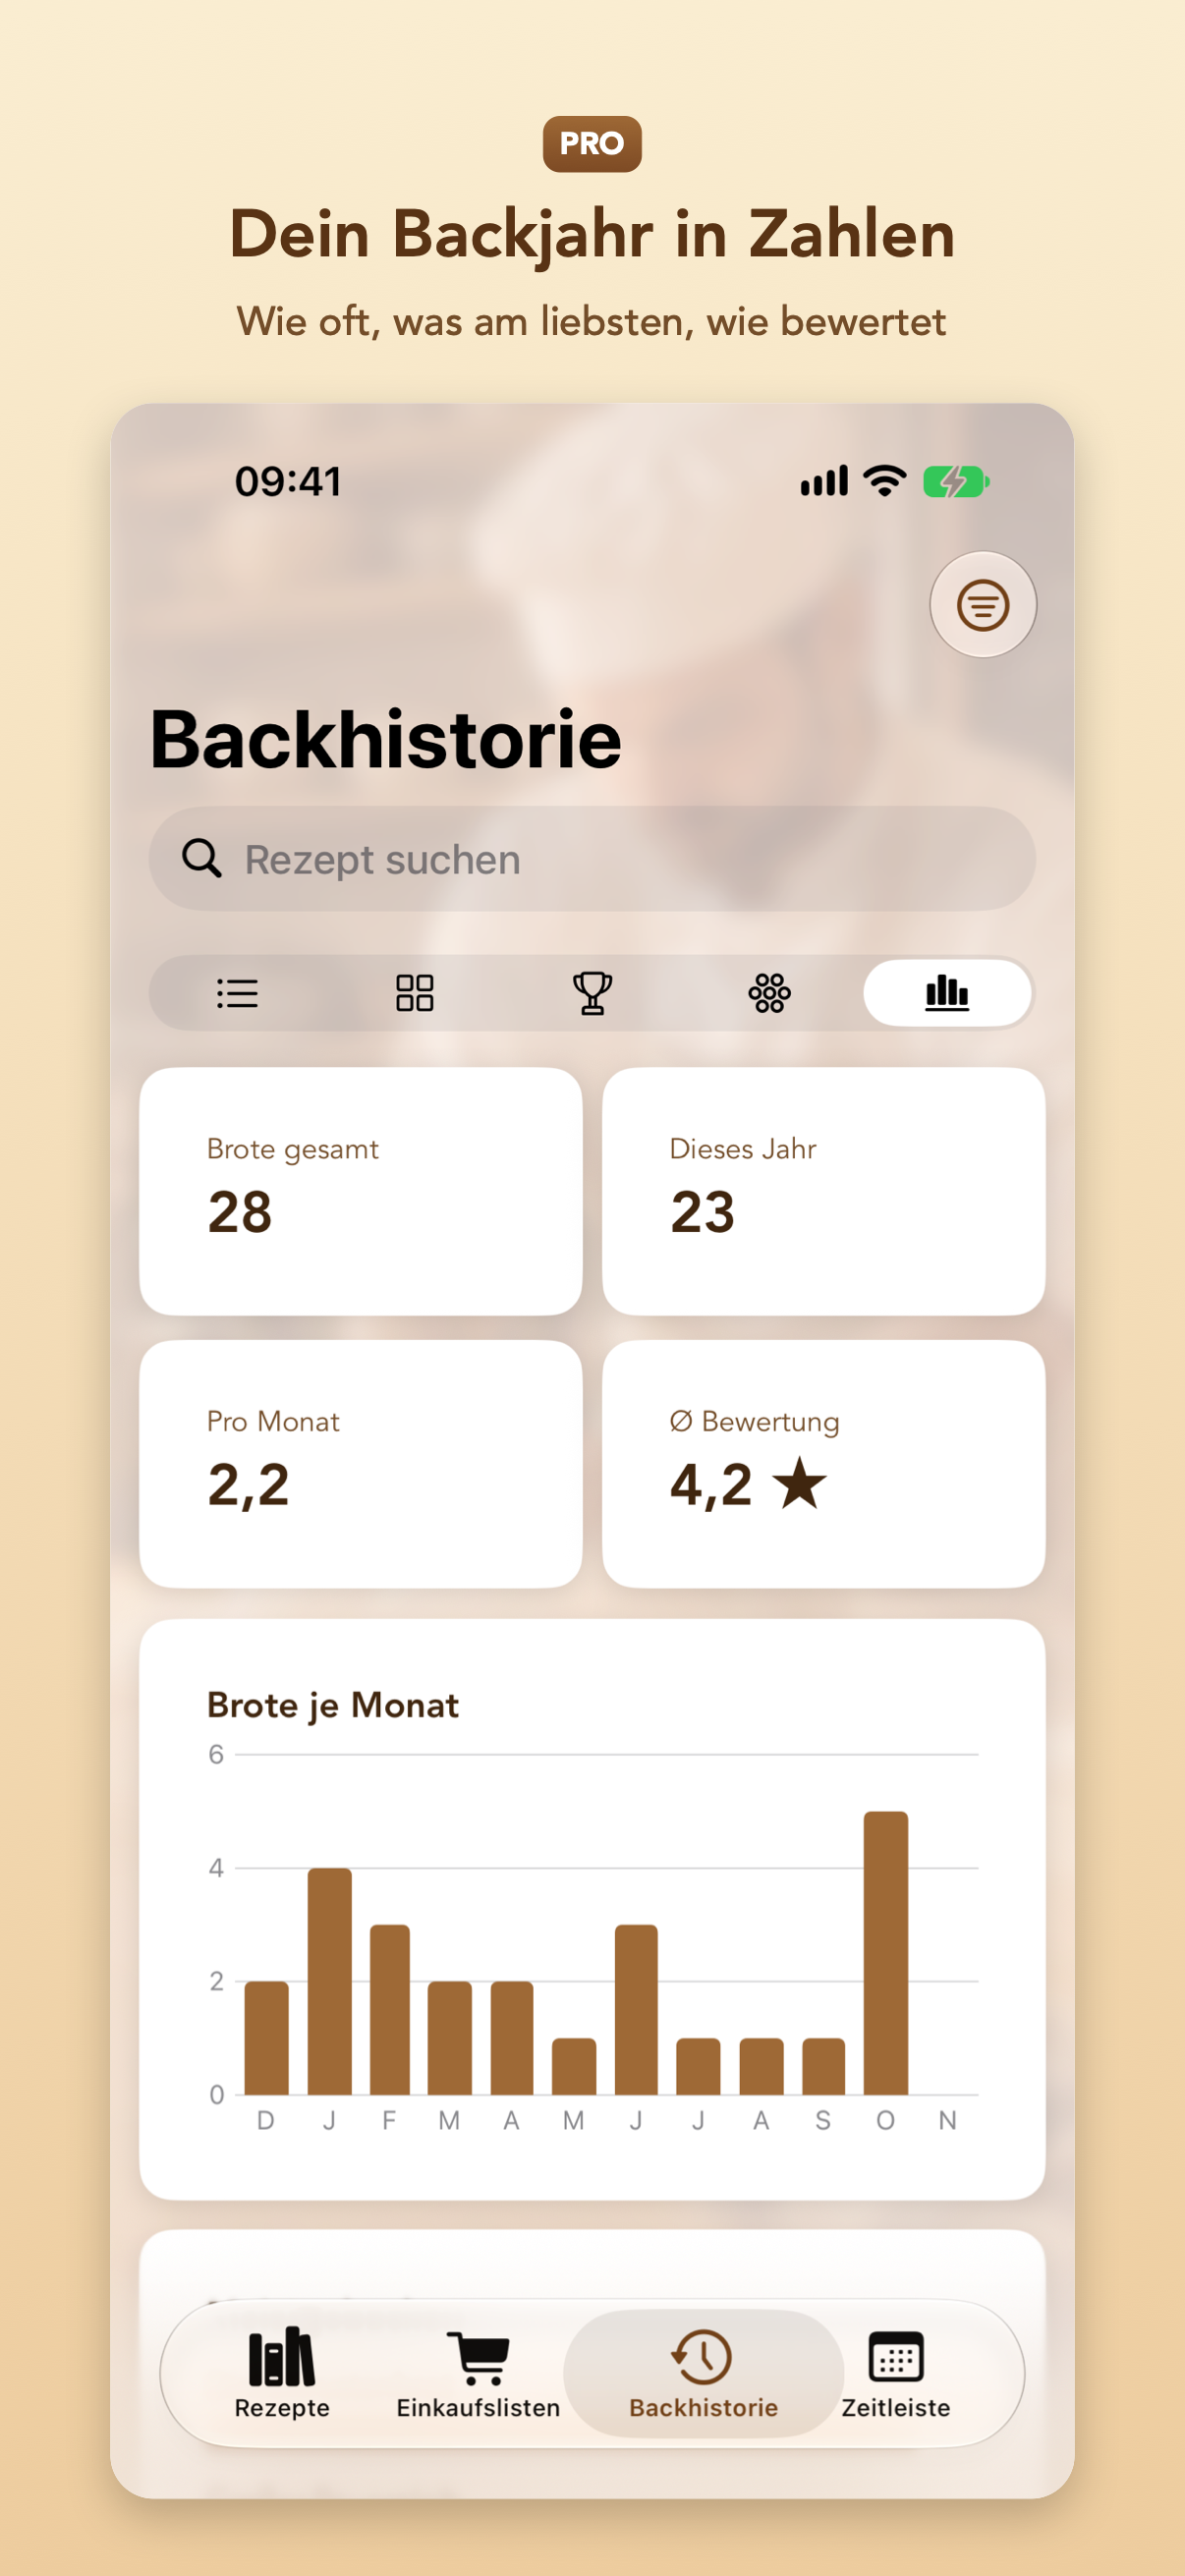 PRO
Dein Backjahr in Zahlen
Wie oft, was am liebsten, wie bewertet
09:41
Backhistorie
Rezept suchen
Brote gesamt
28
Dieses Jahr
23
Pro Monat
2,2
Ø Bewertung
4,2 ★
Brote je Monat
6
4
2
0
D J F M A M J J A S O N
Rezepte Einkaufslisten Backhistorie Zeitleiste